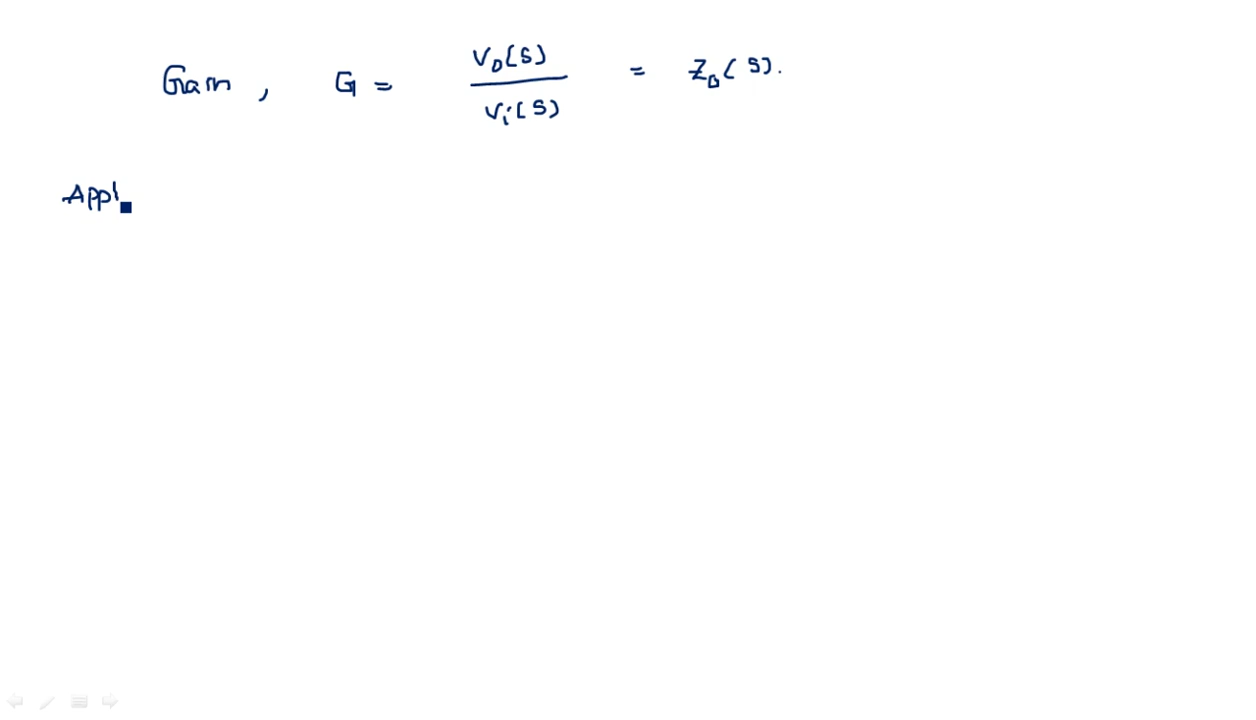 Gain, G = V₀(s) / Vᵢ(s) = Z₀(s).
Appl